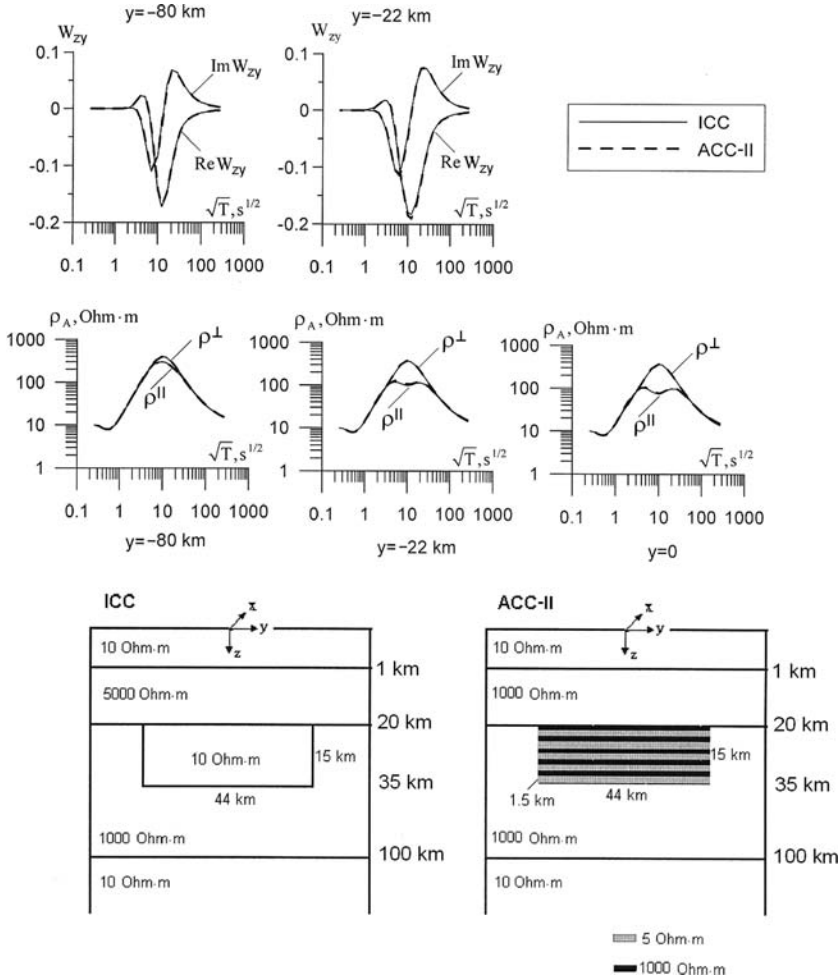 y=−80 km
y=−22 km
W_zy
W_zy
0.1
0
-0.1
-0.2
Im W_zy
Re W_zy
√T, s^1/2
0.1 1 10 100 1000
0.1
0
-0.1
-0.2
Im W_zy
Re W_zy
√T, s^1/2
0.1 1 10 100 1000
ICC
ACC-II
ρ_A, Ohm·m
1000
100
10
1
ρ⊥
ρ||
√T, s^1/2
0.1 1 10 100 1000
y=−80 km
ρ_A, Ohm·m
1000
100
10
1
ρ⊥
ρ||
√T, s^1/2
0.1 1 10 100 1000
y=−22 km
ρ_A, Ohm·m
1000
100
10
1
ρ⊥
ρ||
√T, s^1/2
0.1 1 10 100 1000
y=0
ICC
x
y
z
10 Ohm·m
1 km
5000 Ohm·m
20 km
10 Ohm·m
15 km
35 km
44 km
1000 Ohm·m
100 km
10 Ohm·m
ACC-II
x
y
z
10 Ohm·m
1 km
1000 Ohm·m
20 km
15 km
35 km
1.5 km
44 km
1000 Ohm·m
100 km
10 Ohm·m
5 Ohm·m
1000 Ohm·m